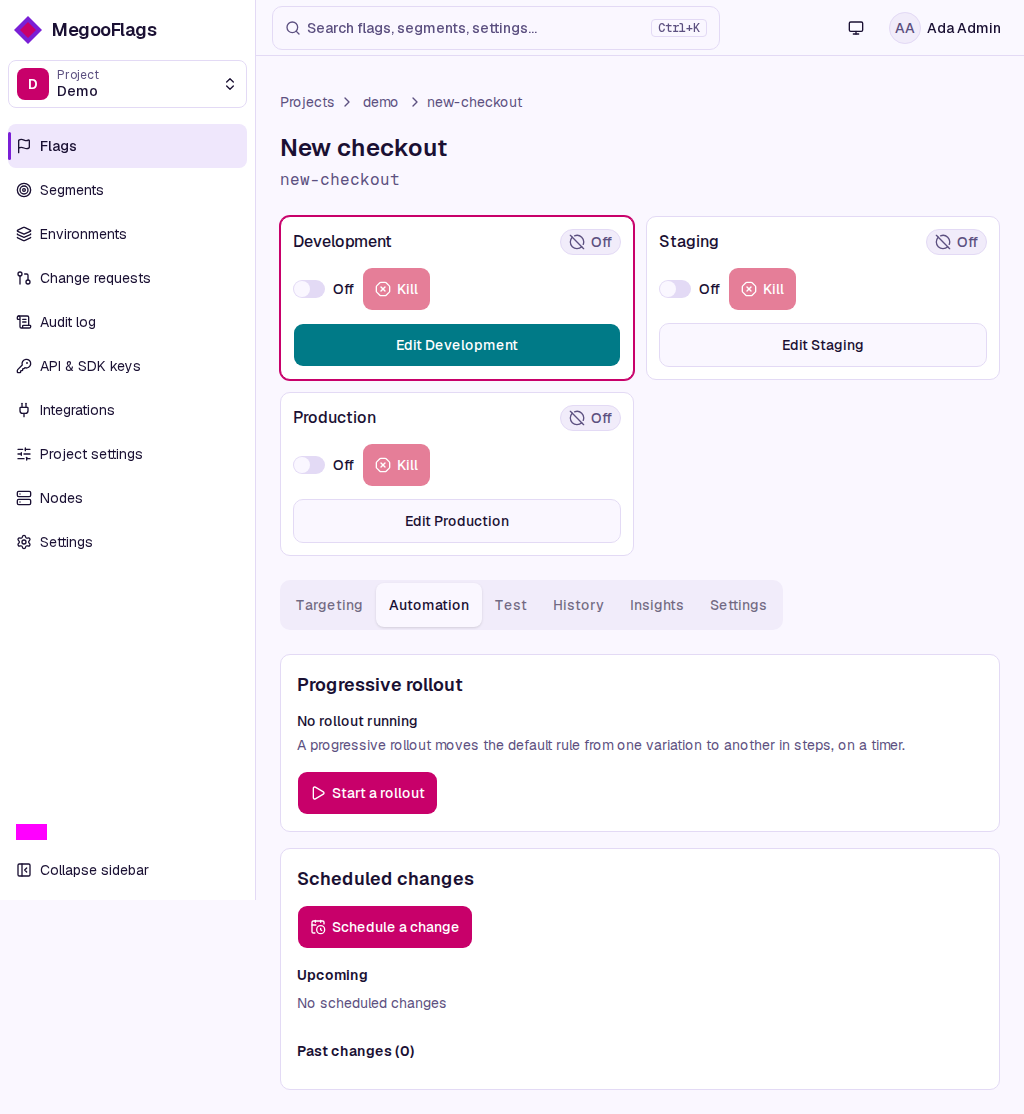 MegooFlags
Search flags, segments, settings...
Ctrl+K
AA
Ada Admin
D
Project
Demo
Flags
Segments
Environments
Change requests
Audit log
API & SDK keys
Integrations
Project settings
Nodes
Settings
Collapse sidebar
Projects
demo
new-checkout
New checkout
new-checkout
Development
Off
Off
Kill
Edit Development
Staging
Off
Off
Kill
Edit Staging
Production
Off
Off
Kill
Edit Production
Targeting
Automation
Test
History
Insights
Settings
Progressive rollout
No rollout running
A progressive rollout moves the default rule from one variation to another in steps, on a timer.
Start a rollout
Scheduled changes
Schedule a change
Upcoming
No scheduled changes
Past changes (0)